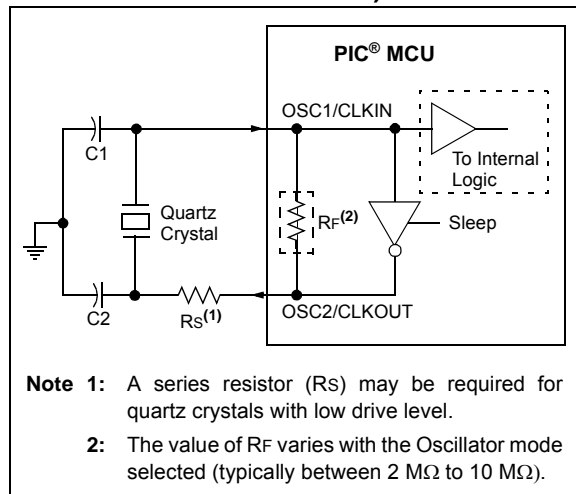 PIC® MCU
OSC1/CLKIN
C1
To Internal
Logic
Quartz
Crystal
RF(2)
Sleep
C2
RS(1)
OSC2/CLKOUT
Note 1: A series resistor (RS) may be required for
quartz crystals with low drive level.
2: The value of RF varies with the Oscillator mode
selected (typically between 2 MΩ to 10 MΩ).